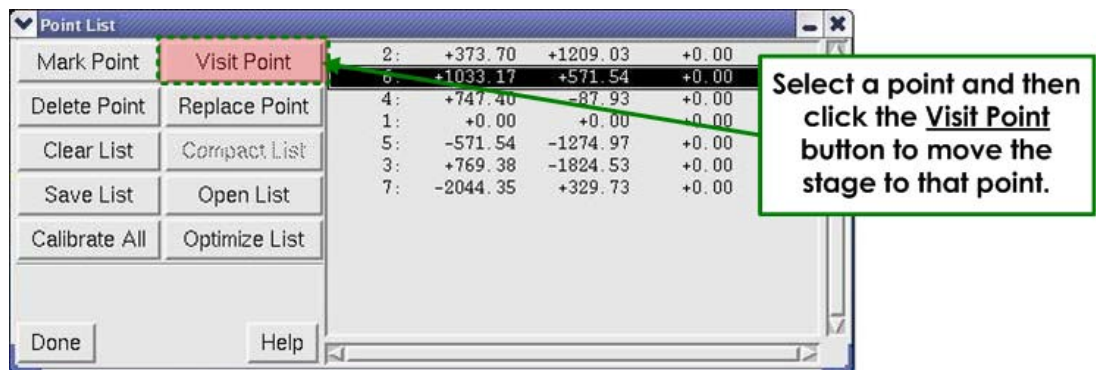 Point List
Mark Point Visit Point
Delete Point Replace Point
Clear List Compact List
Save List Open List
Calibrate All Optimize List
Done Help
2: +373.70 +1209.03 +0.00
6: +1033.17 +571.54 +0.00
4: +747.40 -87.93 +0.00
1: +0.00 +0.00 +0.00
5: -571.54 -1274.97 +0.00
3: +769.38 -1824.53 +0.00
7: -2044.35 +329.73 +0.00
Select a point and then
click the Visit Point
button to move the
stage to that point.